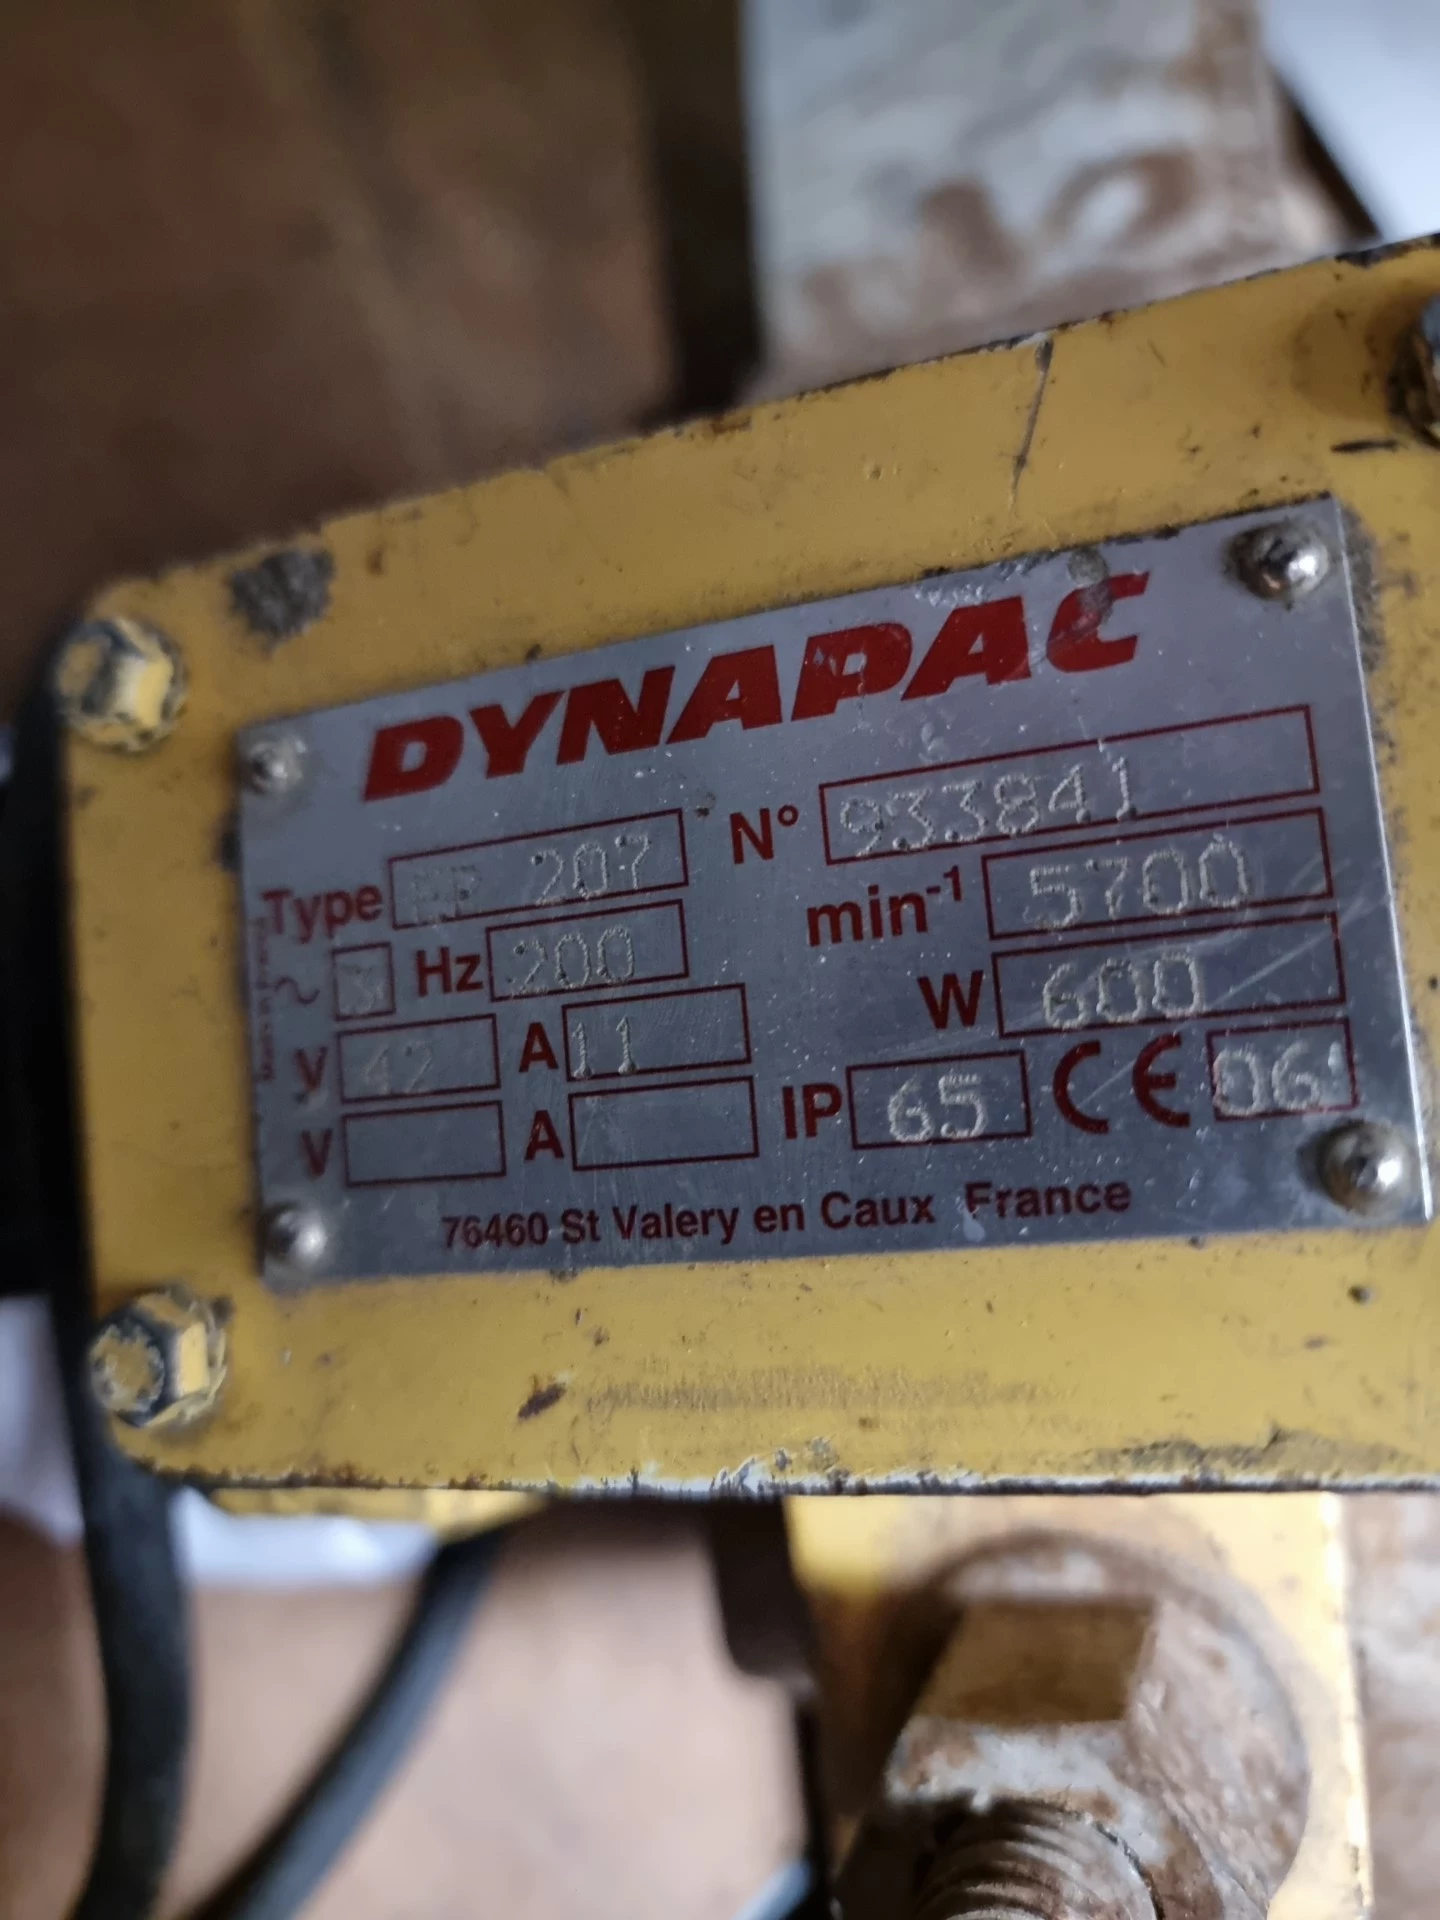 DYNAPAC
Type 207 N° 933841
~ 3 Hz 200 min-1 5700
V 42 A 11 W 600
V A IP 65 CE 06
76460 St Valery en Caux France